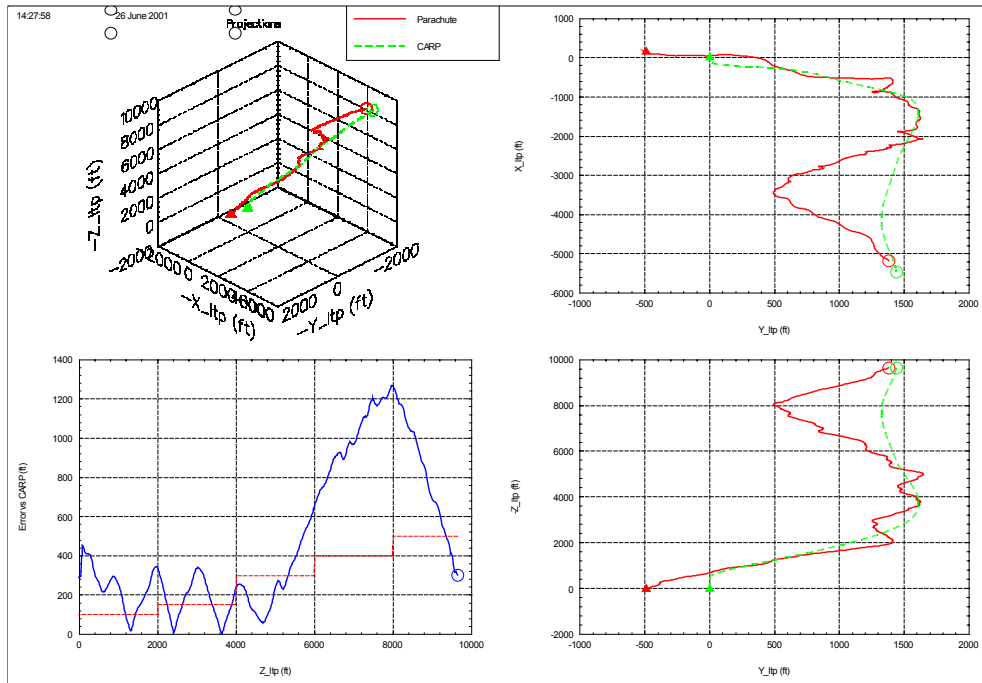 14:27:58
26 June 2001
Projections
Parachute
CARP
10000
8000
6000
4000
2000
0
-Z_ltp (ft)
-2000
2000
0
2000
-X_ltp (ft)
6000
2000
0
-2000
-Y_ltp (ft)
1000
0
-1000
-2000
-3000
-4000
-5000
-6000
X_ltp (ft)
-1000 -500 0 500 1000 1500 2000
Y_ltp (ft)
1400
1200
1000
800
600
400
200
0
Error vs CARP (ft)
0 2000 4000 6000 8000 10000
Z_ltp (ft)
10000
8000
6000
4000
2000
0
-2000
-Z_ltp (ft)
-1000 -500 0 500 1000 1500 2000
Y_ltp (ft)